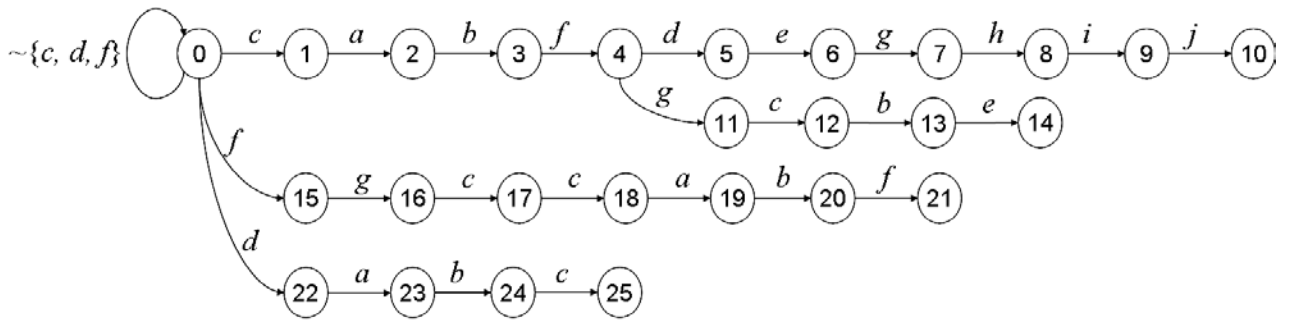 ~{c, d, f} 0 c 1 a 2 b 3 f 4 d 5 e 6 g 7 h 8 i 9 j 10
g 11 c 12 b 13 e 14
f 15 g 16 c 17 c 18 a 19 b 20 f 21
d 22 a 23 b 24 c 25